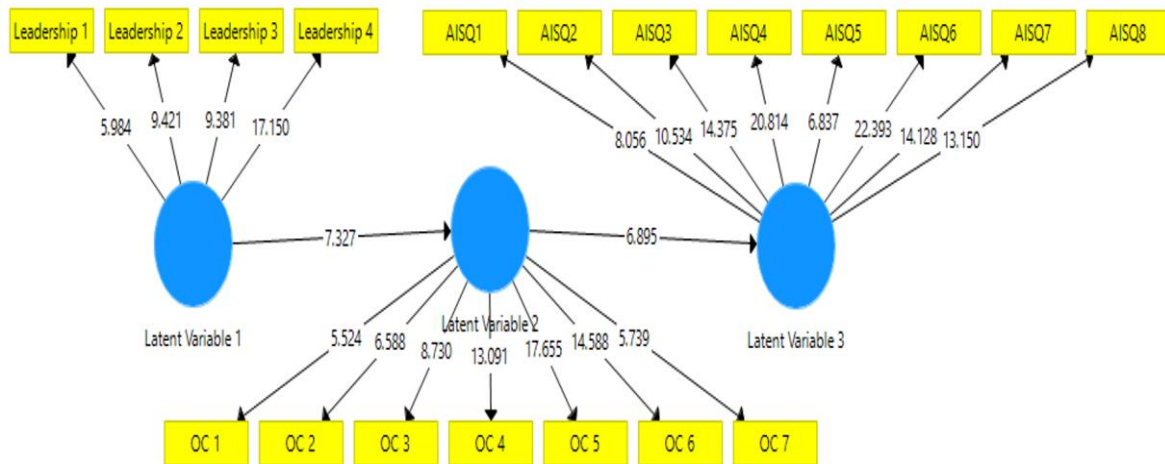 Leadership 1 Leadership 2 Leadership 3 Leadership 4 AISQ1 AISQ2 AISQ3 AISQ4 AISQ5 AISQ6 AISQ7 AISQ8
5.984 9.421 9.381 17.150 8.056 10.534 14.375 20.814 6.837 22.393 14.128 13.150
7.327 6.895
Latent Variable 1 Latent Variable 2 Latent Variable 3
5.524 6.588 8.730 13.091 17.655 14.588 5.739
OC 1 OC 2 OC 3 OC 4 OC 5 OC 6 OC 7